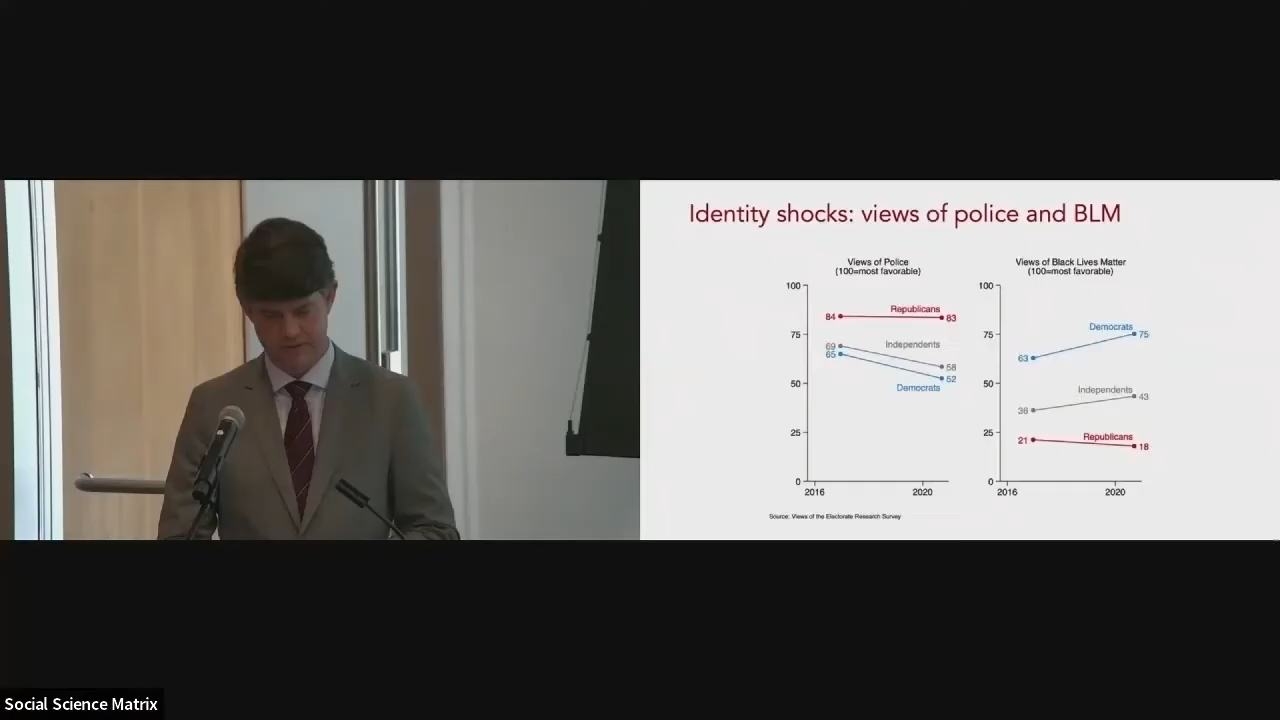 Identity shocks: views of police and BLM
Views of Police
(100=most favorable)
100
75
50
25
0
2016
2020
Republicans
84
83
Independents
69
58
65
52
Democrats
Views of Black Lives Matter
(100=most favorable)
100
75
50
25
0
2016
2020
Democrats
63
75
Independents
36
43
Republicans
21
18
Source: Views of the Electorate Research Survey
Social Science Matrix